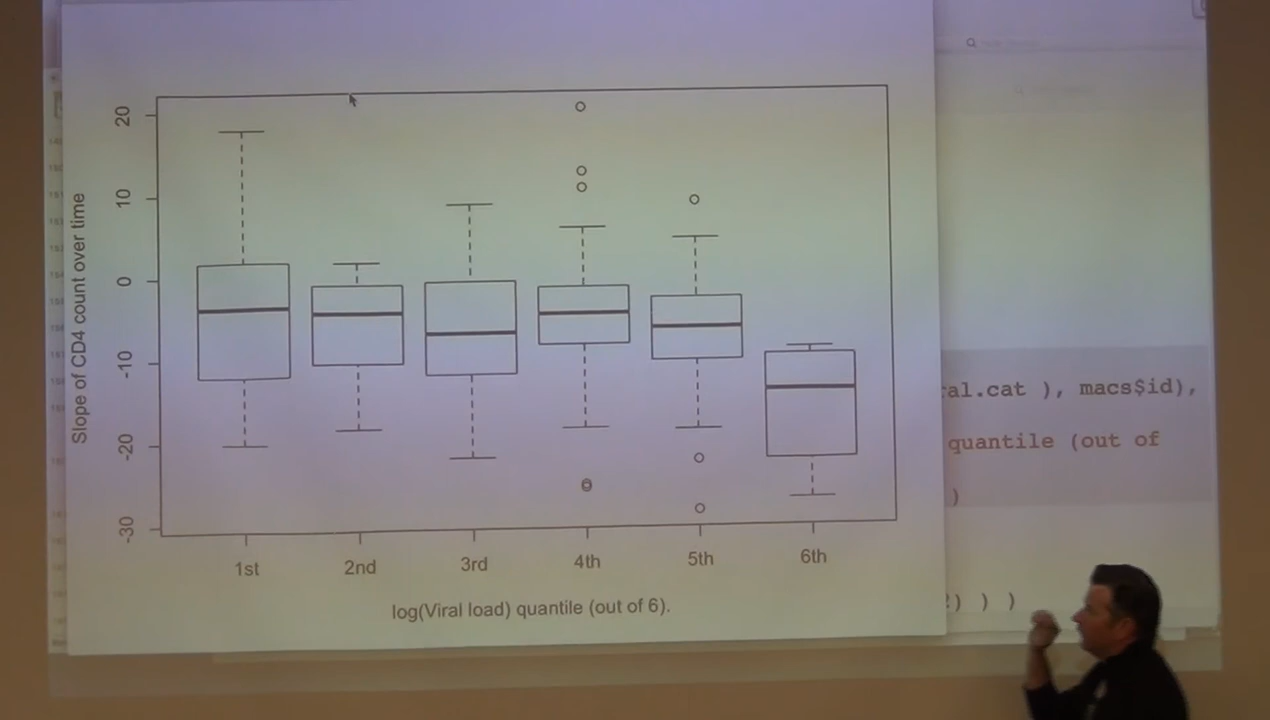 Slope of CD4 count over time
20
10
0
-10
-20
-30
1st 2nd 3rd 4th 5th 6th
log(Viral load) quantile (out of 6).
al.cat ), macs$id),
quantile (out of
)
) ) )